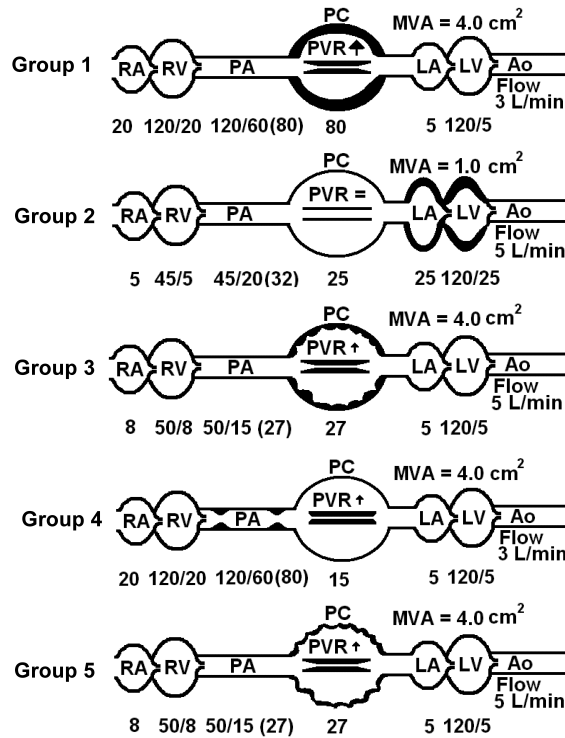 PC
MVA = 4.0 cm²
Group 1
RA RV PA PVR LA LV Ao
Flow
3 L/min
20 120/20 120/60(80) 80 5 120/5
PC
MVA = 1.0 cm²
Group 2
RA RV PA PVR = LA LV Ao
Flow
5 L/min
5 45/5 45/20(32) 25 25 120/25
PC
MVA = 4.0 cm²
Group 3
RA RV PA PVR↑ LA LV Ao
Flow
5 L/min
8 50/8 50/15 (27) 27 5 120/5
PC
MVA = 4.0 cm²
Group 4
RA RV PA PVR↑ LA LV Ao
Flow
3 L/min
20 120/20 120/60(80) 15 5 120/5
PC
MVA = 4.0 cm²
Group 5
RA RV PA PVR↑ LA LV Ao
Flow
5 L/min
8 50/8 50/15 (27) 27 5 120/5